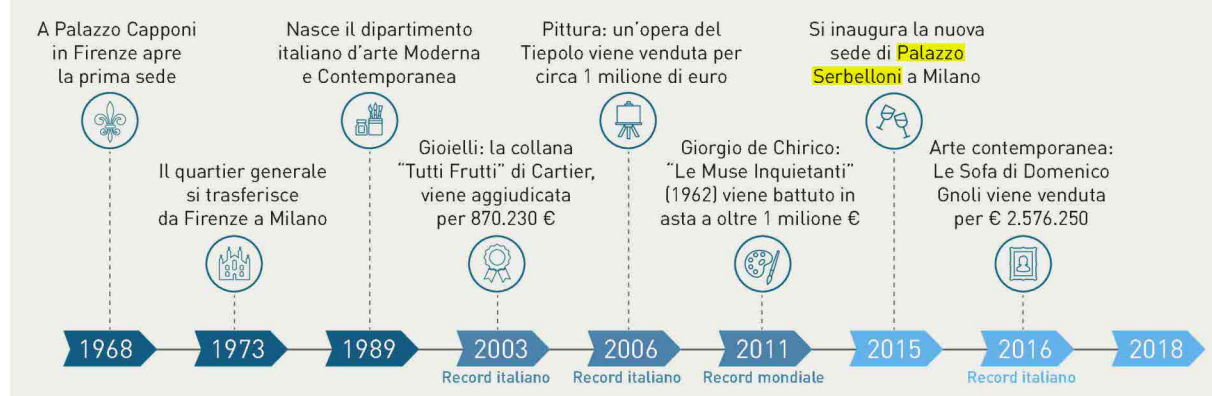 A Palazzo Capponi
in Firenze apre
la prima sede
Nasce il dipartimento
italiano d'arte Moderna
e Contemporanea
Pittura: un'opera del
Tiepolo viene venduta per
circa 1 milione di euro
Si inaugura la nuova
sede di Palazzo
Serbelloni a Milano
Il quartier generale
si trasferisce
da Firenze a Milano
Gioielli: la collana
"Tutti Frutti" di Cartier,
viene aggiudicata
per 870.230 €
Giorgio de Chirico:
"Le Muse Inquietanti"
(1962) viene battuto in
asta a oltre 1 milione €
Arte contemporanea:
Le Sofa di Domenico
Gnoli viene venduta
per € 2.576.250
1968
1973
1989
2003
2006
2011
2015
2016
2018
Record italiano
Record italiano
Record mondiale
Record italiano